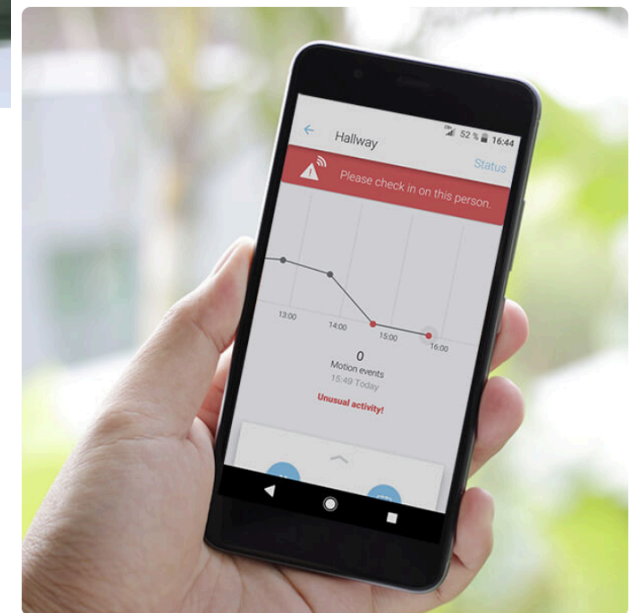 52 % 16:44
Hallway
Status
Please check in on this person.
13:00 14:00 15:00 16:00
0
Motion events
15:49 Today
Unusual activity!